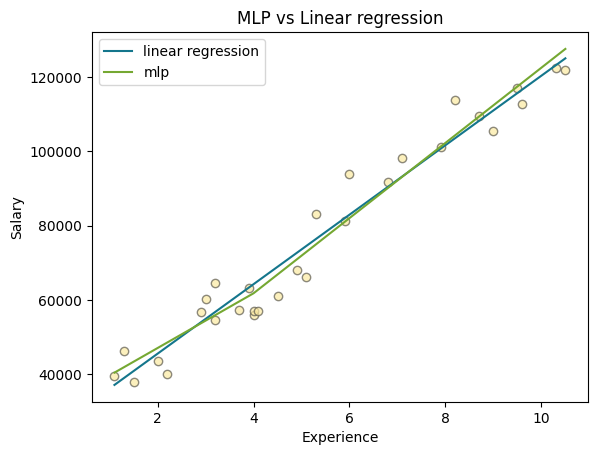 MLP vs Linear regression
linear regression
mlp
Salary
120000
100000
80000
60000
40000
2
4
6
8
10
Experience